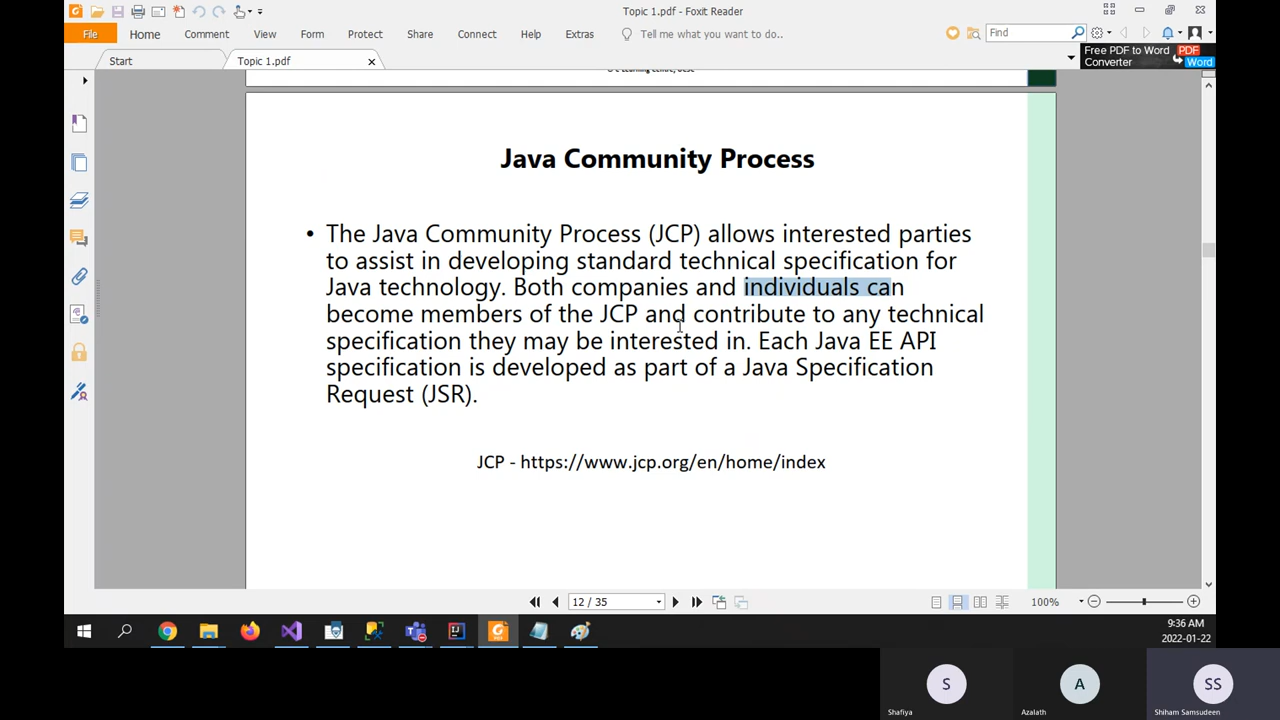 Topic 1.pdf - Foxit Reader
File Home Comment View Form Protect Share Connect Help Extras Tell me what you want to do.. Find
Start Topic 1.pdf
Free PDF to Word
Converter
PDF
Word
Java Community Process
• The Java Community Process (JCP) allows interested parties
to assist in developing standard technical specification for
Java technology. Both companies and individuals can
become members of the JCP and contribute to any technical
specification they may be interested in. Each Java EE API
specification is developed as part of a Java Specification
Request (JSR).
JCP - https://www.jcp.org/en/home/index
12 / 35
100%
9:36 AM
2022-01-22
S
A
SS
Shafiya
Azalath
Shiham Samsudeen